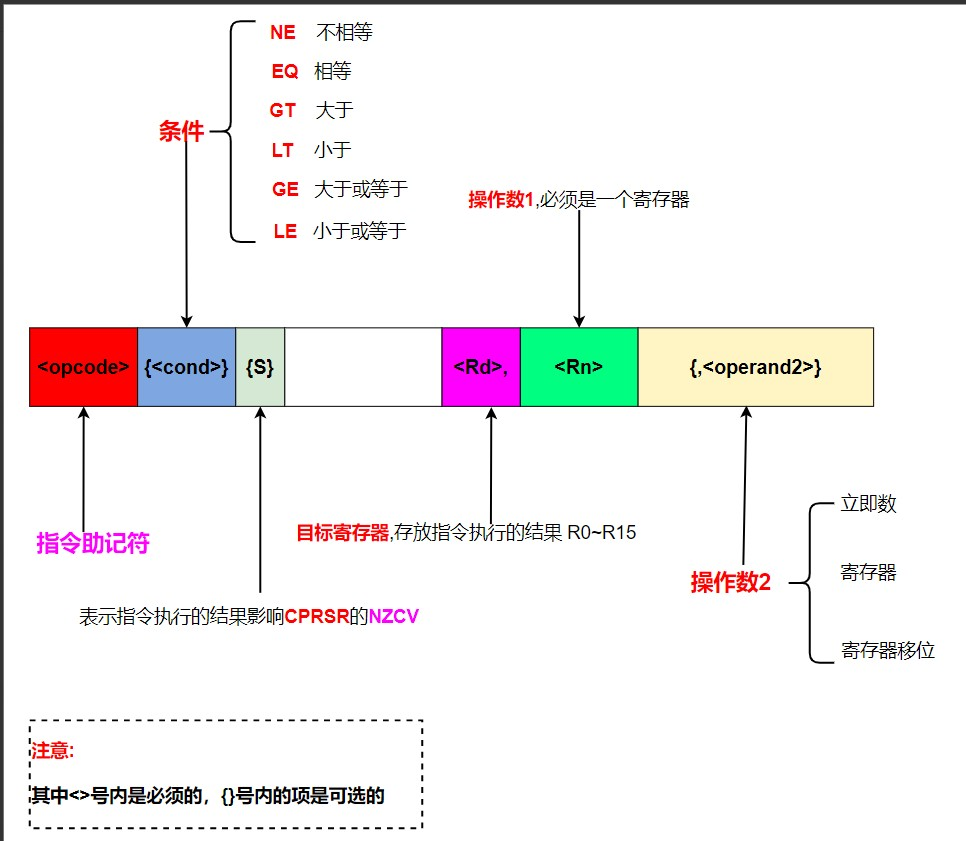 NE 不相等
EQ 相等
GT 大于
条件
LT 小于
GE 大于或等于
LE 小于或等于
操作数1,必须是一个寄存器
<opcode> {<cond>} {S} <Rd>, <Rn> {,<operand2>}
指令助记符
目标寄存器,存放指令执行的结果 R0~R15
表示指令执行的结果影响CPRSR的NZCV
操作数2
立即数
寄存器
寄存器移位
注意:
其中<>号内是必须的，{}号内的项是可选的